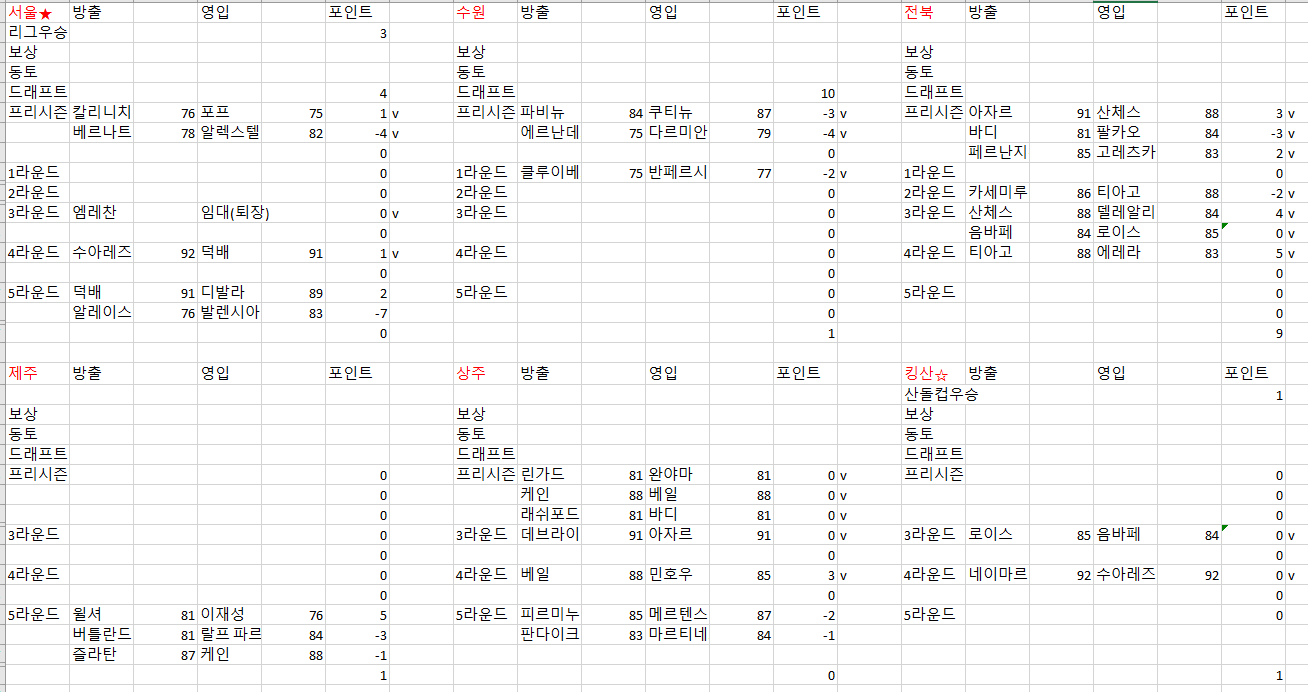 서울★ 방출 영입 포인트 수원 방출 영입 포인트 전북 방출 영입 포인트
리그우승 3
보상 보상 보상
동토 동토 동토
드래프트 4 드래프트 10 드래프트
프리시즌 칼리니치 76 포프 75 1 v 프리시즌 파비뉴 84 쿠티뉴 87 -3 v 프리시즌 아자르 91 산체스 88 3 v
베르나트 78 알렉스텔 82 -4 v 에르난데 75 다르미안 79 -4 v 바디 81 팔카오 84 -3 v
0 0 페르난지 85 고레츠카 83 2 v
1라운드 0 1라운드 클루이베 75 반페르시 77 -2 v 1라운드 0
2라운드 0 2라운드 0 2라운드 카세미루 86 티아고 88 -2 v
3라운드 엠레찬 임대(퇴장) 0 v 3라운드 0 3라운드 산체스 88 델레알리 84 4 v
0 0 음바페 84 로이스 85 0 v
4라운드 수아레즈 92 덕배 91 1 v 4라운드 0 4라운드 티아고 88 에레라 83 5 v
0 0 0
5라운드 덕배 91 디발라 89 2 5라운드 0 5라운드 0
알레이스 76 발렌시아 83 -7 0 0
0 1 9
제주 방출 영입 포인트 상주 방출 영입 포인트 킹산☆ 방출 영입 포인트
산돌컵우승 1
보상 보상 보상
동토 동토 동토
드래프트 드래프트 드래프트
프리시즌 0 프리시즌 린가드 81 완야마 81 0 v 프리시즌 0
0 케인 88 베일 88 0 v 0
0 래쉬포드 81 바디 81 0 v 0
3라운드 0 3라운드 데브라이 91 아자르 91 0 v 3라운드 로이스 85 음바페 84 0 v
0 0 0
4라운드 0 4라운드 베일 88 민호우 85 3 v 4라운드 네이마르 92 수아레즈 92 0 v
0 0 0
5라운드 윌셔 81 이재성 76 5 5라운드 피르미누 85 메르텐스 87 -2 5라운드 0
버틀란드 81 랄프 파르 84 -3 판다이크 83 마르티네 84 -1
즐라탄 87 케인 88 -1
1 0 1